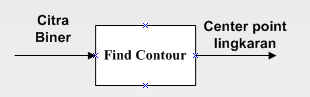 Citra
Biner
Find Contour
Center point
lingkaran